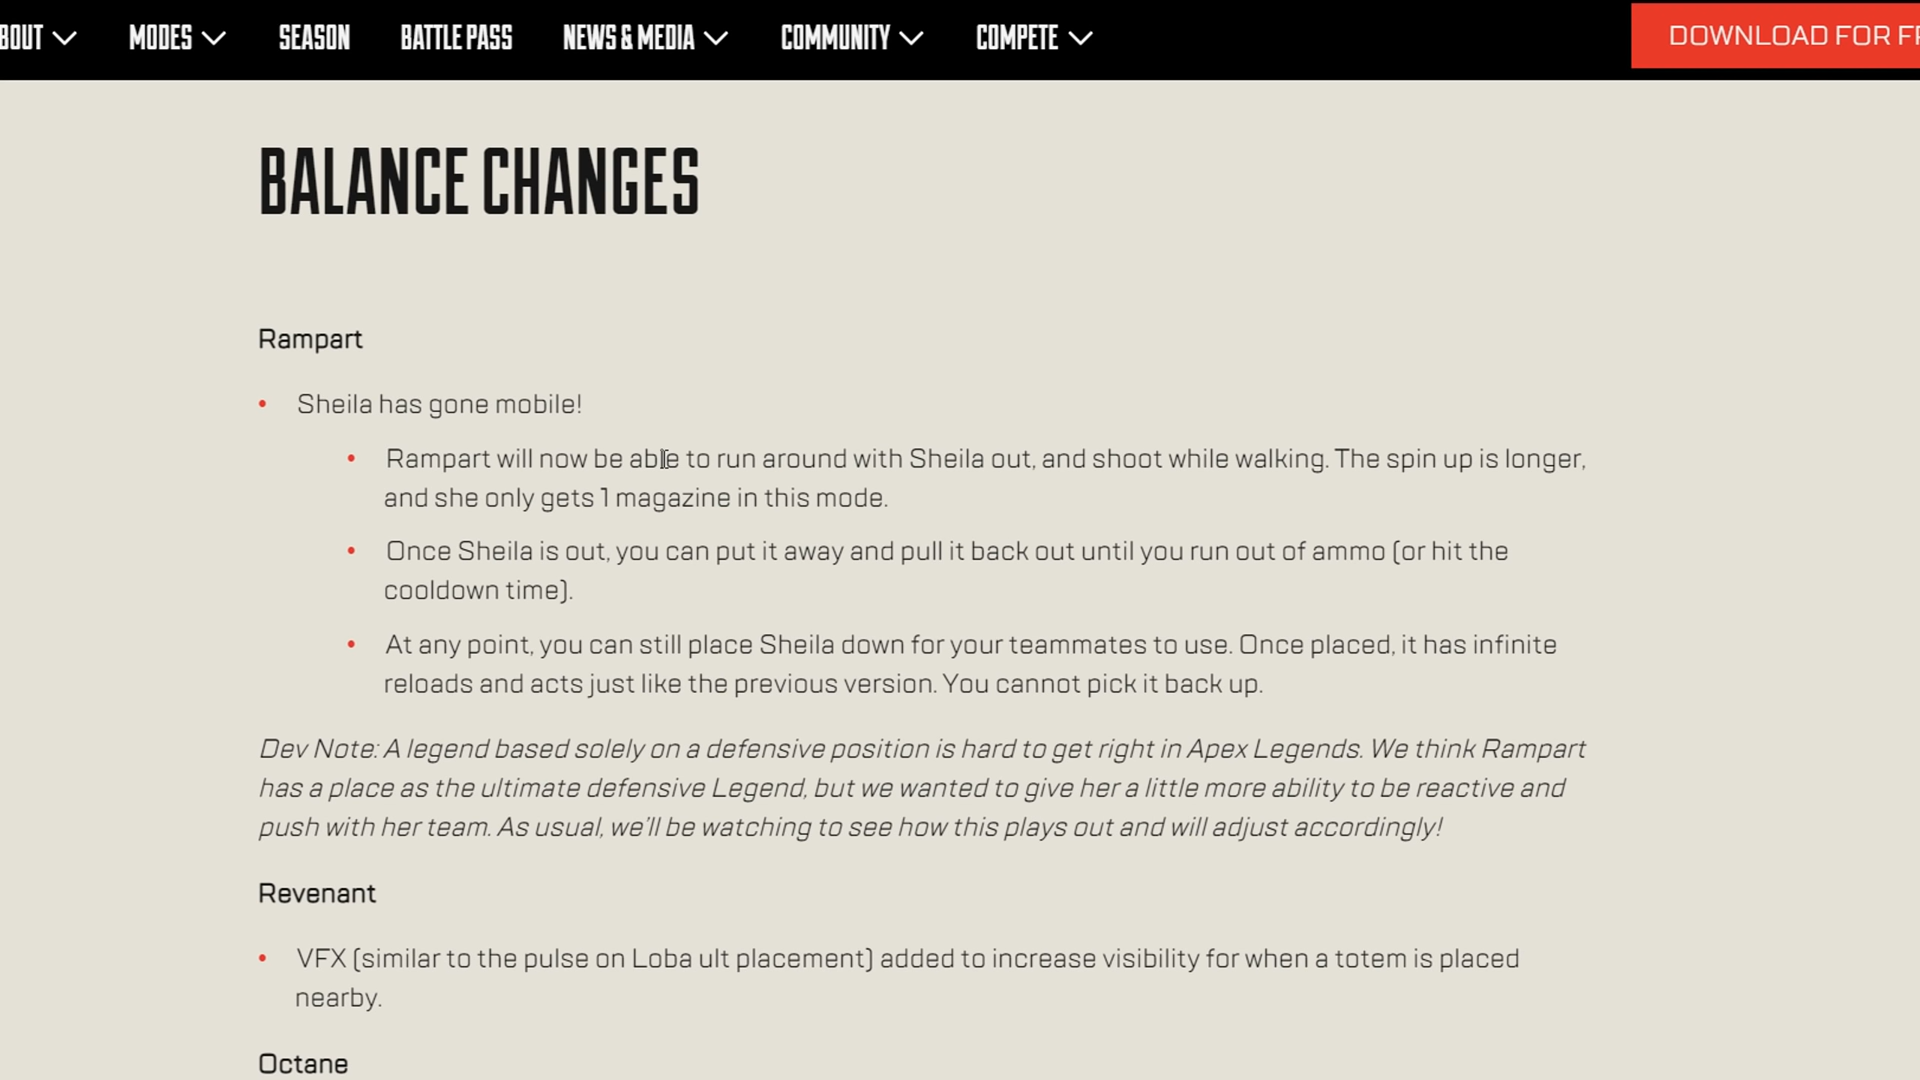 BOUT MODES SEASON BATTLE PASS NEWS & MEDIA COMMUNITY COMPETE DOWNLOAD FOR FR
BALANCE CHANGES
Rampart
• Sheila has gone mobile!
• Rampart will now be able to run around with Sheila out, and shoot while walking. The spin up is longer,
and she only gets 1 magazine in this mode.
• Once Sheila is out, you can put it away and pull it back out until you run out of ammo (or hit the
cooldown time).
• At any point, you can still place Sheila down for your teammates to use. Once placed, it has infinite
reloads and acts just like the previous version. You cannot pick it back up.
Dev Note: A legend based solely on a defensive position is hard to get right in Apex Legends. We think Rampart
has a place as the ultimate defensive Legend, but we wanted to give her a little more ability to be reactive and
push with her team. As usual, we'll be watching to see how this plays out and will adjust accordingly!
Revenant
• VFX (similar to the pulse on Loba ult placement) added to increase visibility for when a totem is placed
nearby.
Octane